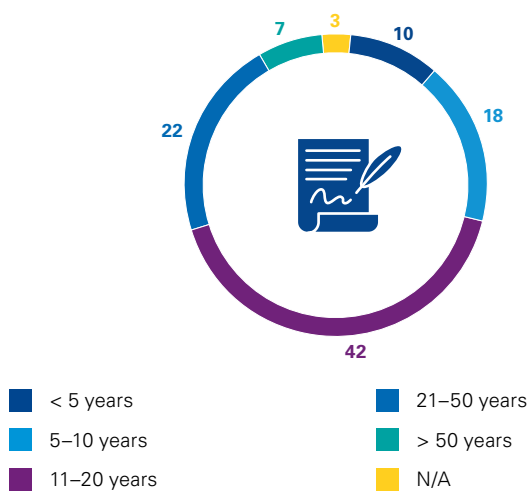 3
7
10
18
22
42
< 5 years
21–50 years
5–10 years
> 50 years
11–20 years
N/A